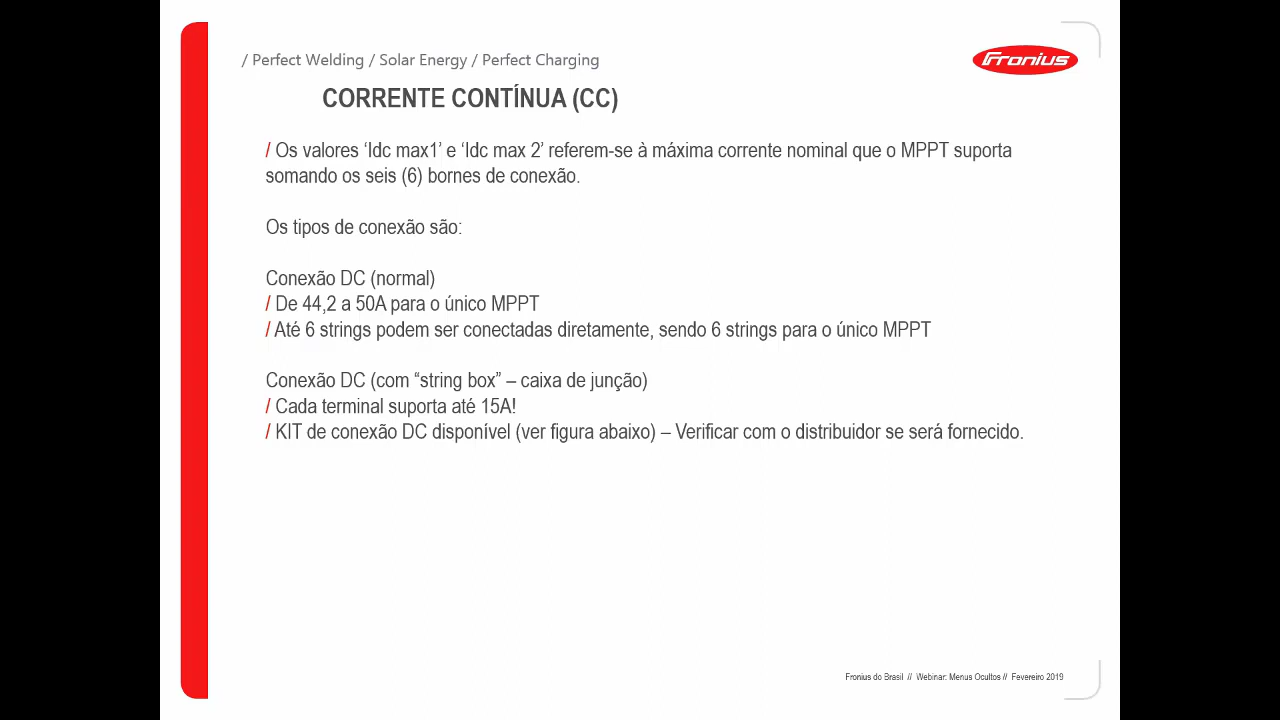 / Perfect Welding / Solar Energy / Perfect Charging
Fronius
CORRENTE CONTÍNUA (CC)
/ Os valores ‘Idc max1’ e ‘Idc max 2’ referem-se à máxima corrente nominal que o MPPT suporta
somando os seis (6) bornes de conexão.
Os tipos de conexão são:
Conexão DC (normal)
/ De 44,2 a 50A para o único MPPT
/ Até 6 strings podem ser conectadas diretamente, sendo 6 strings para o único MPPT
Conexão DC (com “string box” – caixa de junção)
/ Cada terminal suporta até 15A!
/ KIT de conexão DC disponível (ver figura abaixo) – Verificar com o distribuidor se será fornecido.
Fronius do Brasil // Webinar: Menus Ocultos // Fevereiro 2019